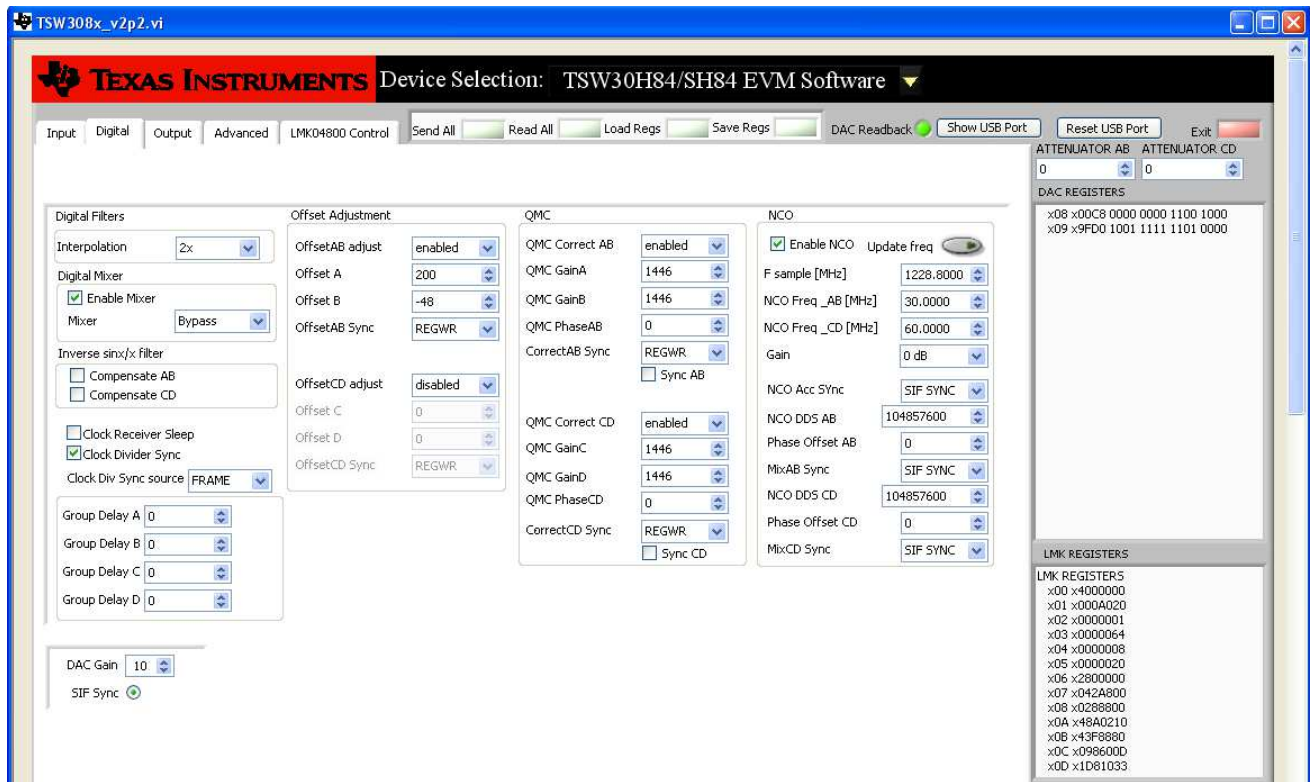 TSW308x_v2p2.vi
TEXAS INSTRUMENTS Device Selection: TSW30H84/SH84 EVM Software
Input Digital Output Advanced LMK04800 Control Send All Read All Load Regs Save Regs DAC Readback Show USB Port Reset USB Port Exit
ATTENUATOR AB ATTENUATOR CD
0 0
Digital Filters
Interpolation 2x
Digital Mixer
Enable Mixer
Mixer Bypass
Inverse sinx/x filter
Compensate AB
Compensate CD
Clock Receiver Sleep
Clock Divider Sync
Clock Div Sync source FRAME
Group Delay A 0
Group Delay B 0
Group Delay C 0
Group Delay D 0
DAC Gain 10
SIF Sync
Offset Adjustment
OffsetAB adjust enabled
Offset A 200
Offset B -48
OffsetAB Sync REGWR
OffsetCD adjust disabled
Offset C 0
Offset D 0
OffsetCD Sync REGWR
QMC
QMC Correct AB enabled
QMC GainA 1446
QMC GainB 1446
QMC PhaseAB 0
CorrectAB Sync REGWR
Sync AB
QMC Correct CD enabled
QMC GainC 1446
QMC GainD 1446
QMC PhaseCD 0
CorrectCD Sync REGWR
Sync CD
NCO
Enable NCO Update freq
F sample [MHz] 1228.8000
NCO Freq _AB [MHz] 30.0000
NCO Freq _CD [MHz] 60.0000
Gain 0 dB
NCO Acc SYnc SIF SYNC
NCO DDS AB 104857600
Phase Offset AB 0
MixAB Sync SIF SYNC
NCO DDS CD 104857600
Phase Offset CD 0
MixCD Sync SIF SYNC
DAC REGISTERS
x08 x00C8 0000 0000 1100 1000
x09 x9FD0 1001 1111 1101 0000
LMK REGISTERS
LMK REGISTERS
x00 x4000000
x01 x000A020
x02 x0000001
x03 x0000064
x04 x0000008
x05 x0000020
x06 x2800000
x07 x042A800
x08 x0288800
x0A x48A0210
x0B x43F8880
x0C x098600D
x0D x1D81033